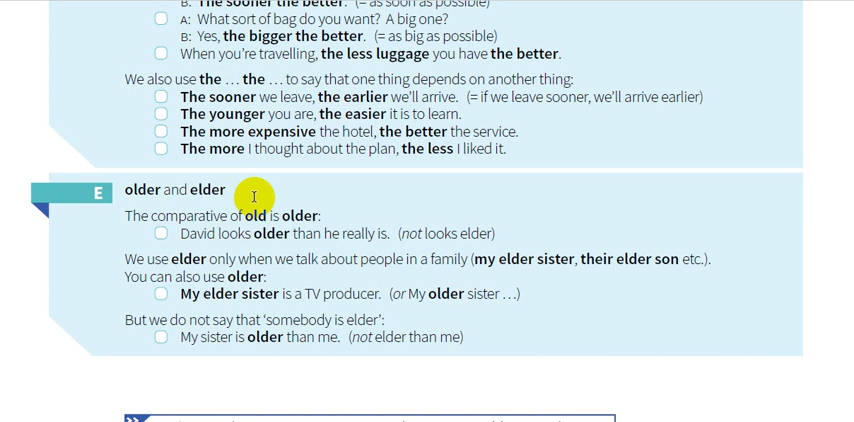 B: The sooner the better. (= as soon as possible)
A: What sort of bag do you want? A big one?
B: Yes, the bigger the better. (= as big as possible)
When you're travelling, the less luggage you have the better.
We also use the … the … to say that one thing depends on another thing:
The sooner we leave, the earlier we'll arrive. (= if we leave sooner, we'll arrive earlier)
The younger you are, the easier it is to learn.
The more expensive the hotel, the better the service.
The more I thought about the plan, the less I liked it.
E
older and elder
The comparative of old is older:
David looks older than he really is. (not looks elder)
We use elder only when we talk about people in a family (my elder sister, their elder son etc.).
You can also use older:
My elder sister is a TV producer. (or My older sister …)
But we do not say that 'somebody is elder':
My sister is older than me. (not elder than me)